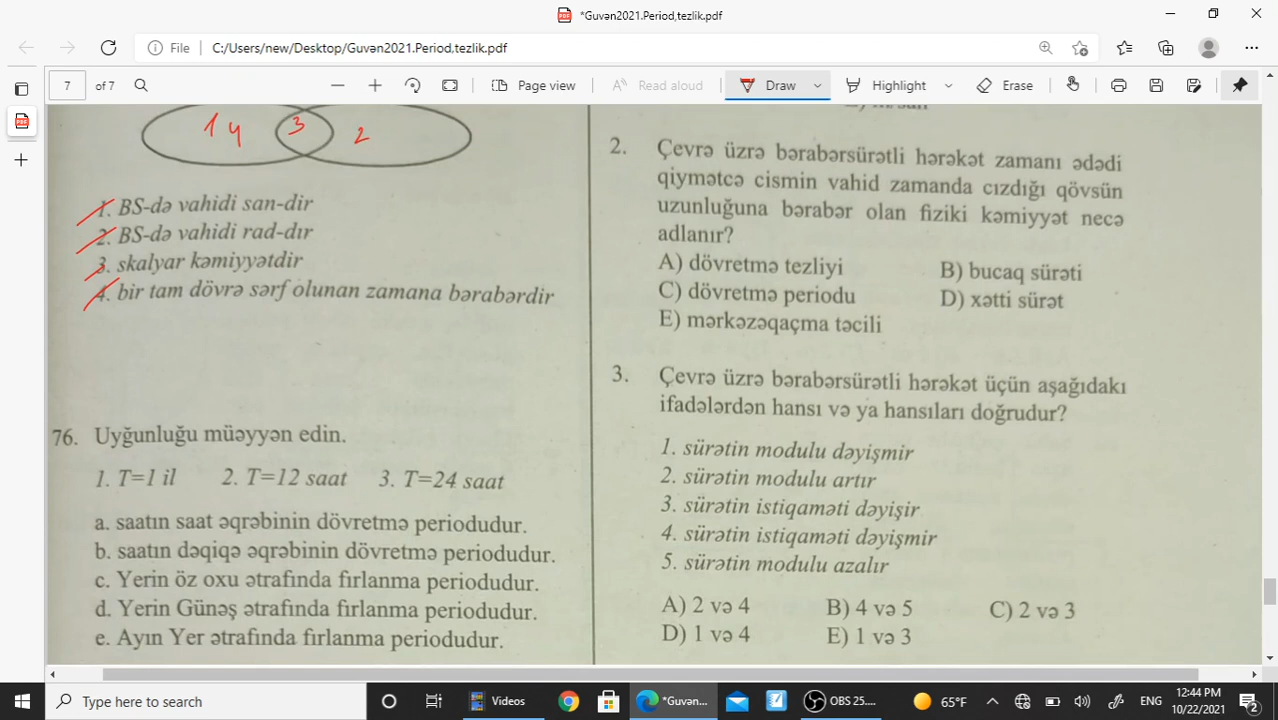 *Guvən2021.Period,tezlik.pdf
File
C:/Users/new/Desktop/Guvən2021.Period,tezlik.pdf
7 of 7
Page view
Read aloud
Draw
Highlight
Erase
1 4 3 2
1. BS-də vahidi san-dir
2. BS-də vahidi rad-dır
3. skalyar kəmiyyətdir
4. bir tam dövrə sərf olunan zamana bərabərdir
76. Uyğunluğu müəyyən edin.
1. T=1 il 2. T=12 saat 3. T=24 saat
a. saatın saat əqrəbinin dövretmə periodudur.
b. saatın dəqiqə əqrəbinin dövretmə periodudur.
c. Yerin öz oxu ətrafında fırlanma periodudur.
d. Yerin Günəş ətrafında fırlanma periodudur.
e. Ayın Yer ətrafında fırlanma periodudur.
2. Çevrə üzrə bərabərsürətli hərəkət zamanı ədədi
qiymətcə cismin vahid zamanda cızdığı qövsün
uzunluğuna bərabər olan fiziki kəmiyyət necə
adlanır?
A) dövretmə tezliyi B) bucaq sürəti
C) dövretmə periodu D) xətti sürət
E) mərkəzəqaçma təcili
3. Çevrə üzrə bərabərsürətli hərəkət üçün aşağıdakı
ifadələrdən hansı və ya hansıları doğrudur?
1. sürətin modulu dəyişmir
2. sürətin modulu artır
3. sürətin istiqaməti dəyişir
4. sürətin istiqaməti dəyişmir
5. sürətin modulu azalır
A) 2 və 4 B) 4 və 5 C) 2 və 3
D) 1 və 4 E) 1 və 3
Type here to search
Videos
*Guvən...
OBS 25....
65°F
ENG
12:44 PM
10/22/2021
2